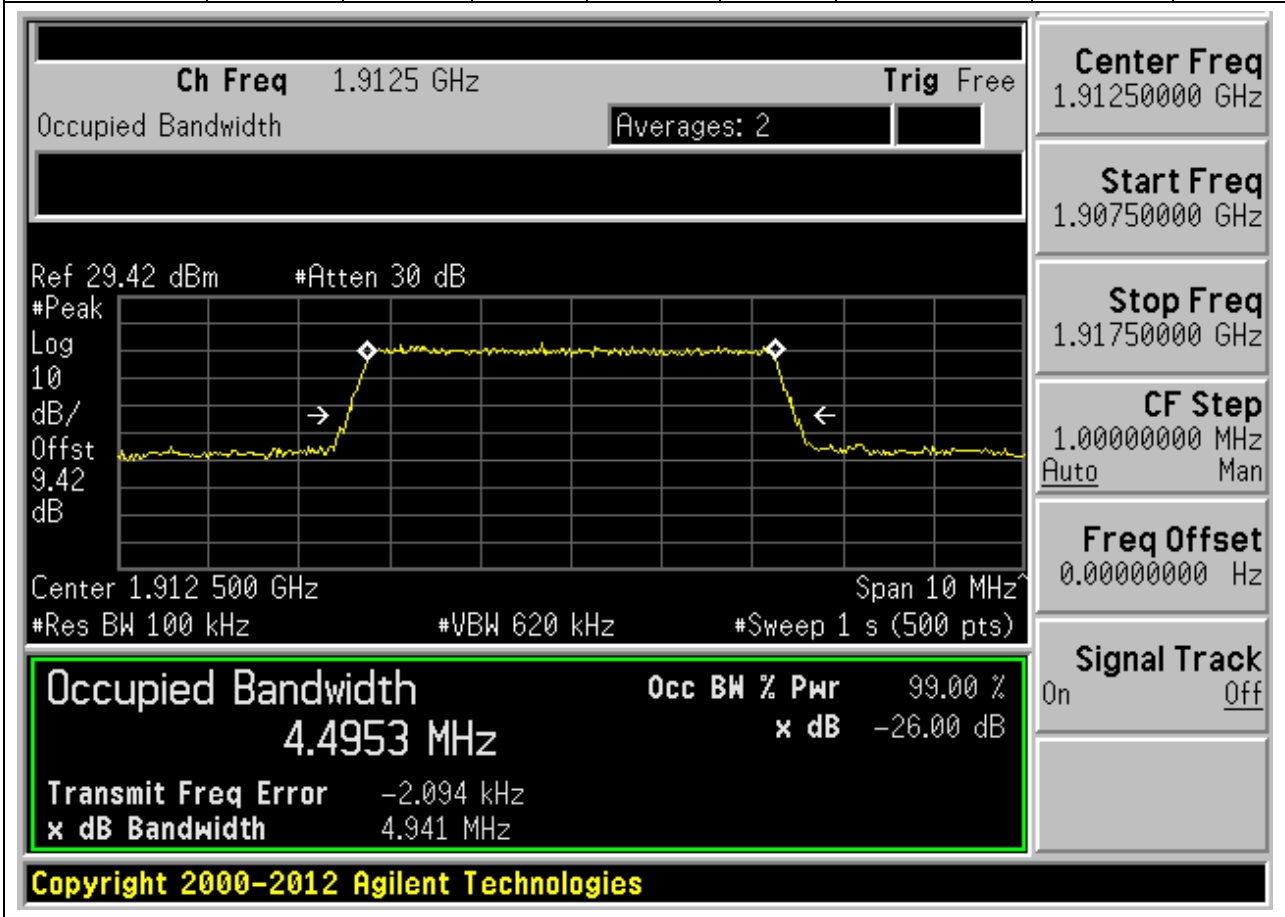 Ch Freq 1.9125 GHz Trig Free
Occupied Bandwidth Averages: 2
Ref 29.42 dBm #Atten 30 dB
#Peak
Log
10
dB/
Offst
9.42
dB
Center 1.912 500 GHz Span 10 MHz^
#Res BW 100 kHz #VBW 620 kHz #Sweep 1 s (500 pts)
Occupied Bandwidth Occ BW % Pwr 99.00 %
4.4953 MHz x dB -26.00 dB
Transmit Freq Error -2.094 kHz
x dB Bandwidth 4.941 MHz
Copyright 2000-2012 Agilent Technologies
Center Freq
1.91250000 GHz
Start Freq
1.90750000 GHz
Stop Freq
1.91750000 GHz
CF Step
1.00000000 MHz
Auto Man
Freq Offset
0.00000000 Hz
Signal Track
On Off